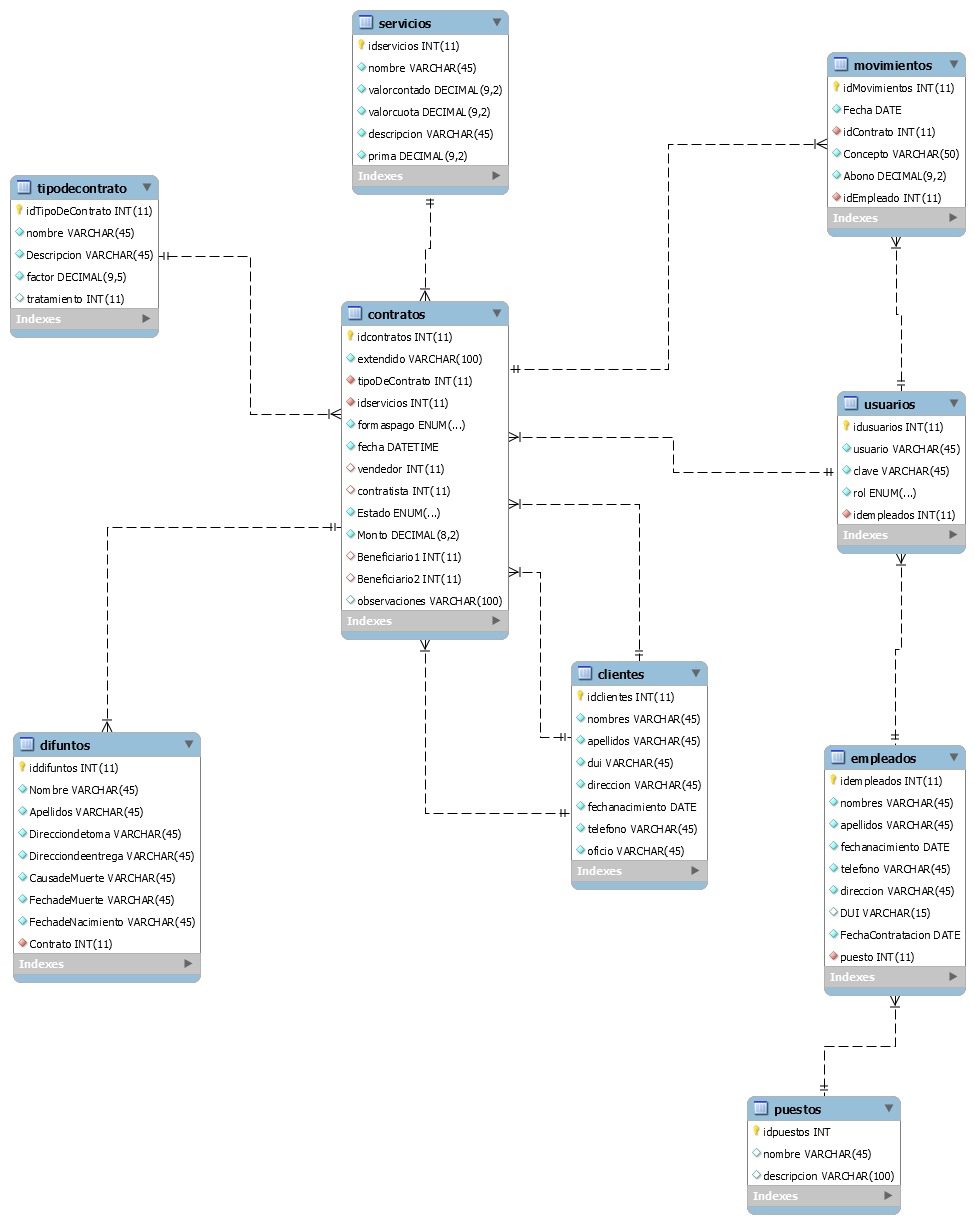 servicios
idservicios INT(11)
nombre VARCHAR(45)
valorcontado DECIMAL(9,2)
valorcuota DECIMAL(9,2)
descripcion VARCHAR(45)
prima DECIMAL(9,2)
Indexes
movimientos
idMovimientos INT(11)
Fecha DATE
idContrato INT(11)
Concepto VARCHAR(50)
Abono DECIMAL(9,2)
idEmpleado INT(11)
Indexes
tipodecontrato
idTipoDeContrato INT(11)
nombre VARCHAR(45)
Descripcion VARCHAR(45)
factor DECIMAL(9,5)
tratamiento INT(11)
Indexes
contratos
idcontratos INT(11)
extendido VARCHAR(100)
tipoDeContrato INT(11)
idservicios INT(11)
formaspago ENUM(...)
fecha DATETIME
vendedor INT(11)
contratista INT(11)
Estado ENUM(...)
Monto DECIMAL(8,2)
Beneficiario1 INT(11)
Beneficiario2 INT(11)
observaciones VARCHAR(100)
Indexes
usuarios
idusuarios INT(11)
usuario VARCHAR(45)
clave VARCHAR(45)
rol ENUM(...)
idempleados INT(11)
Indexes
clientes
idclientes INT(11)
nombres VARCHAR(45)
apellidos VARCHAR(45)
dui VARCHAR(45)
direccion VARCHAR(45)
fechanacimiento DATE
telefono VARCHAR(45)
oficio VARCHAR(45)
Indexes
difuntos
iddifuntos INT(11)
Nombre VARCHAR(45)
Apellidos VARCHAR(45)
Direcciondetoma VARCHAR(45)
Direcciondeentrega VARCHAR(45)
CausadeMuerte VARCHAR(45)
FechadeMuerte VARCHAR(45)
FechadeNacimiento VARCHAR(45)
Contrato INT(11)
Indexes
empleados
idempleados INT(11)
nombres VARCHAR(45)
apellidos VARCHAR(45)
fechanacimiento DATE
telefono VARCHAR(45)
direccion VARCHAR(45)
DUI VARCHAR(15)
FechaContratacion DATE
puesto INT(11)
Indexes
puestos
idpuestos INT
nombre VARCHAR(45)
descripcion VARCHAR(100)
Indexes